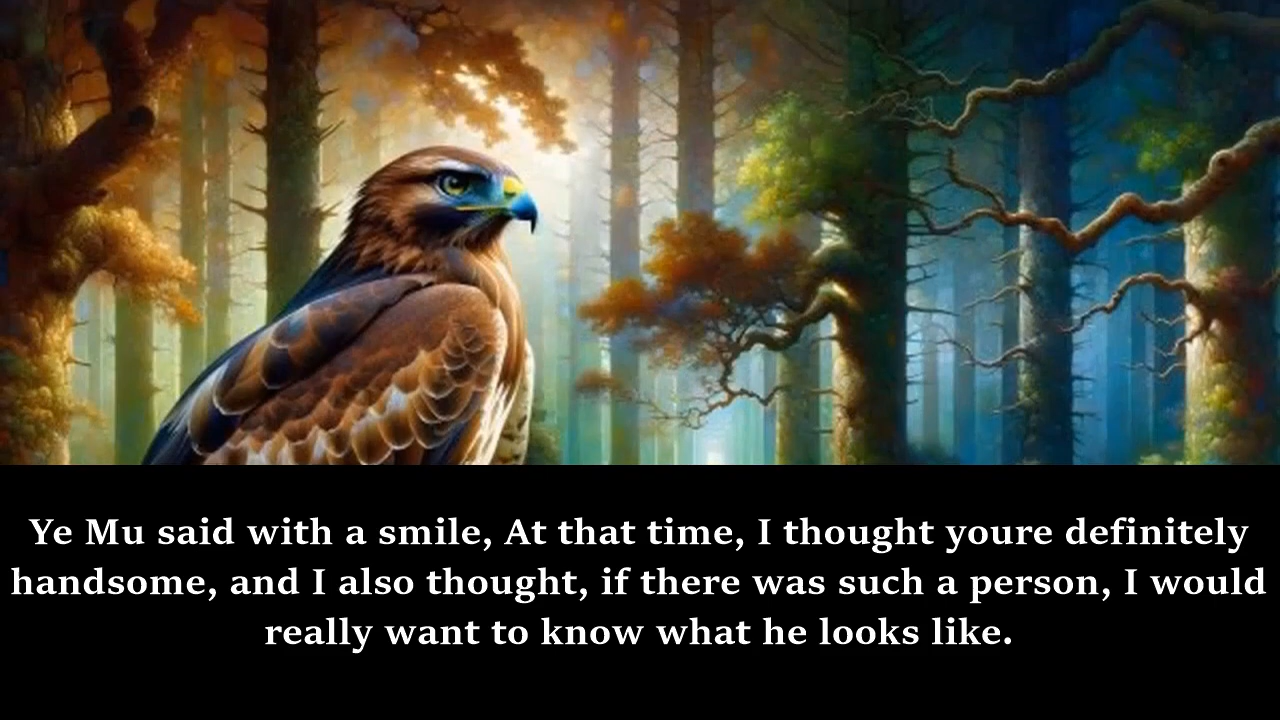 Ye Mu said with a smile, At that time, I thought youre definitely
handsome, and I also thought, if there was such a person, I would
really want to know what he looks like.